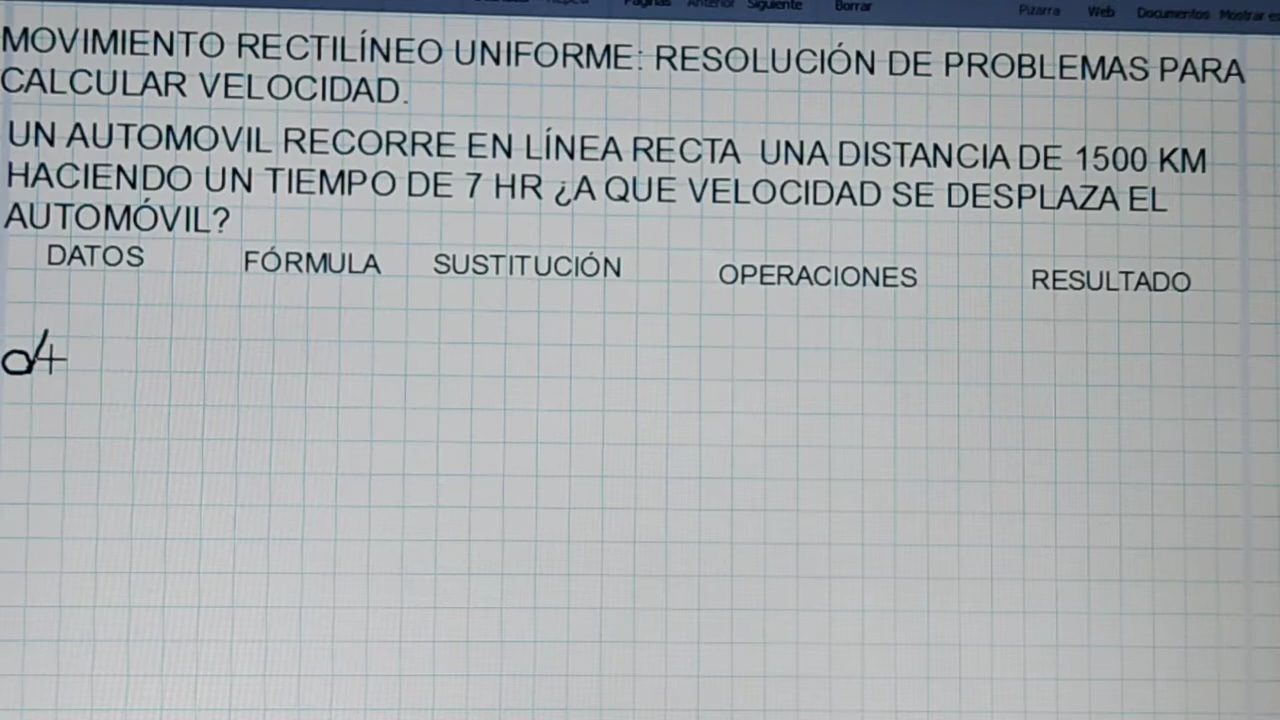 Siguiente Borrar
Pizarra Web Documentos Mostrar
MOVIMIENTO RECTILÍNEO UNIFORME: RESOLUCIÓN DE PROBLEMAS PARA
CALCULAR VELOCIDAD.
UN AUTOMOVIL RECORRE EN LÍNEA RECTA UNA DISTANCIA DE 1500 KM
HACIENDO UN TIEMPO DE 7 HR ¿A QUE VELOCIDAD SE DESPLAZA EL
AUTOMÓVIL?
DATOS FÓRMULA SUSTITUCIÓN OPERACIONES RESULTADO